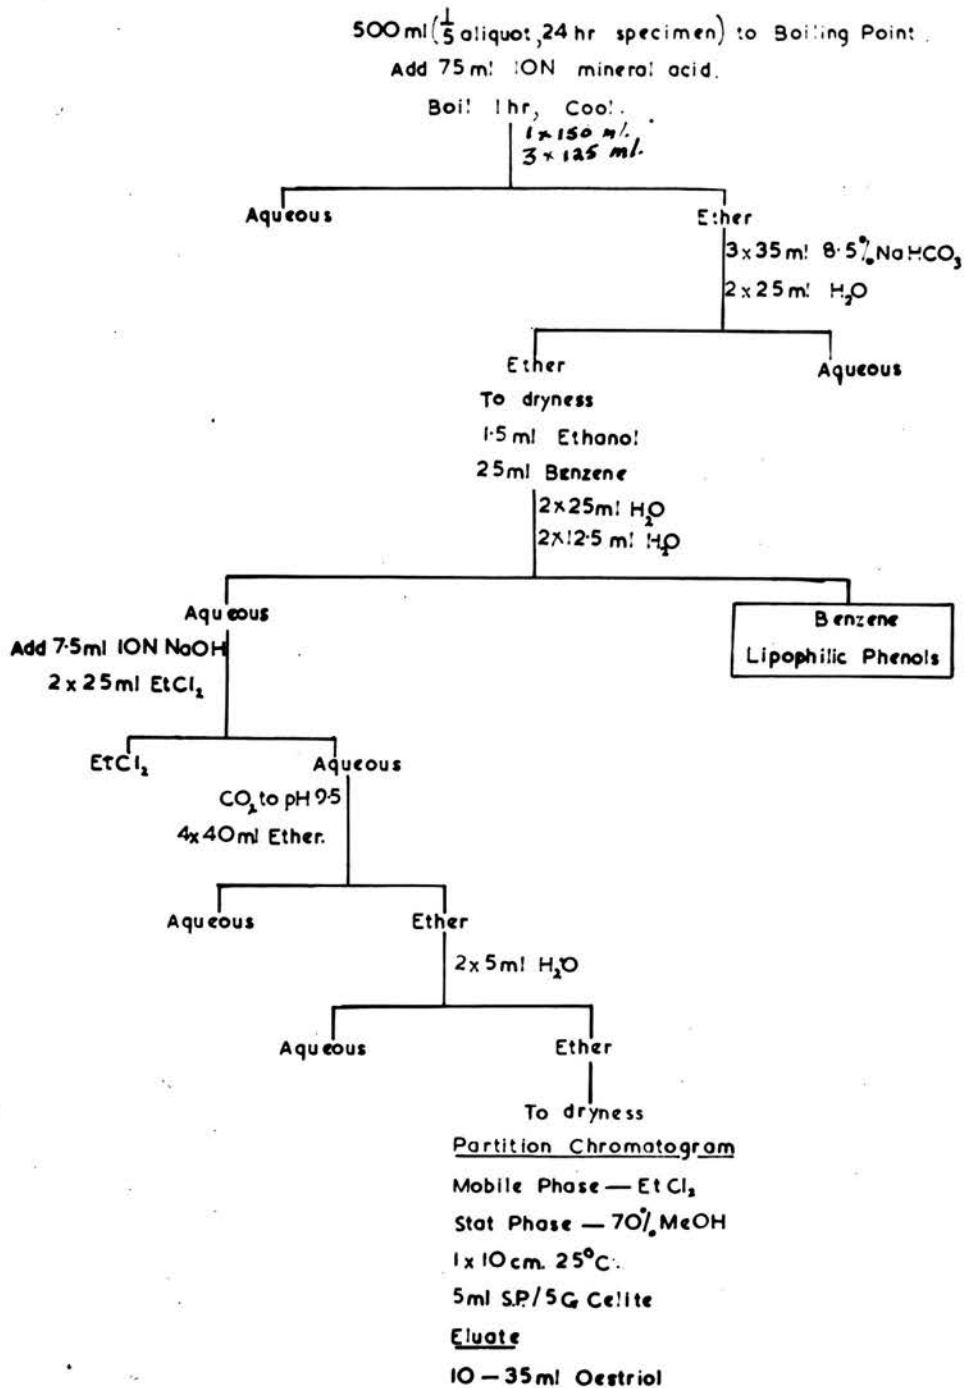 500 ml (1/5 aliquot, 24 hr specimen) to Boiling Point.
Add 75 ml 10N mineral acid.
Boil 1 hr, Cool.
1 × 150 ml.
3 × 125 ml.
Aqueous
Ether
3 x 35 ml 8.5% NaHCO₃
2 x 25 ml H₂O
Ether
Aqueous
To dryness
1.5 ml Ethanol
25 ml Benzene
2 x 25 ml H₂O
2 x 12.5 ml H₂O
Aqueous
Benzene
Lipophilic Phenols
Add 7.5 ml 10N NaOH
2 x 25 ml EtCl₂
EtCl₂
Aqueous
CO₂ to pH 9.5
4 x 40 ml Ether.
Aqueous
Ether
2 x 5 ml H₂O
Aqueous
Ether
To dryness
Partition Chromatogram
Mobile Phase — EtCl₂
Stat Phase — 70% MeOH
1 x 10 cm. 25°C.
5 ml S.P./5G Celite
Eluate
10 – 35 ml Oestriol